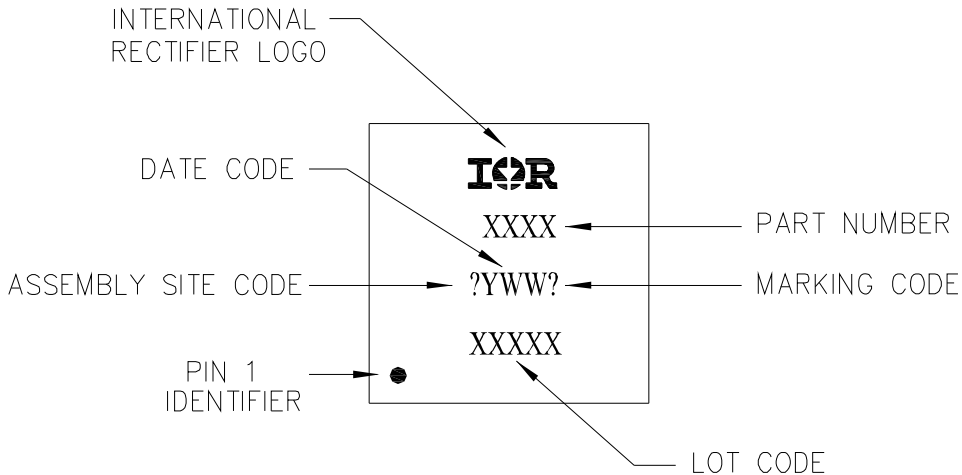 INTERNATIONAL
RECTIFIER LOGO
IOR
DATE CODE
XXXX
PART NUMBER
ASSEMBLY SITE CODE
?YWW?
MARKING CODE
XXXXX
PIN 1
IDENTIFIER
LOT CODE